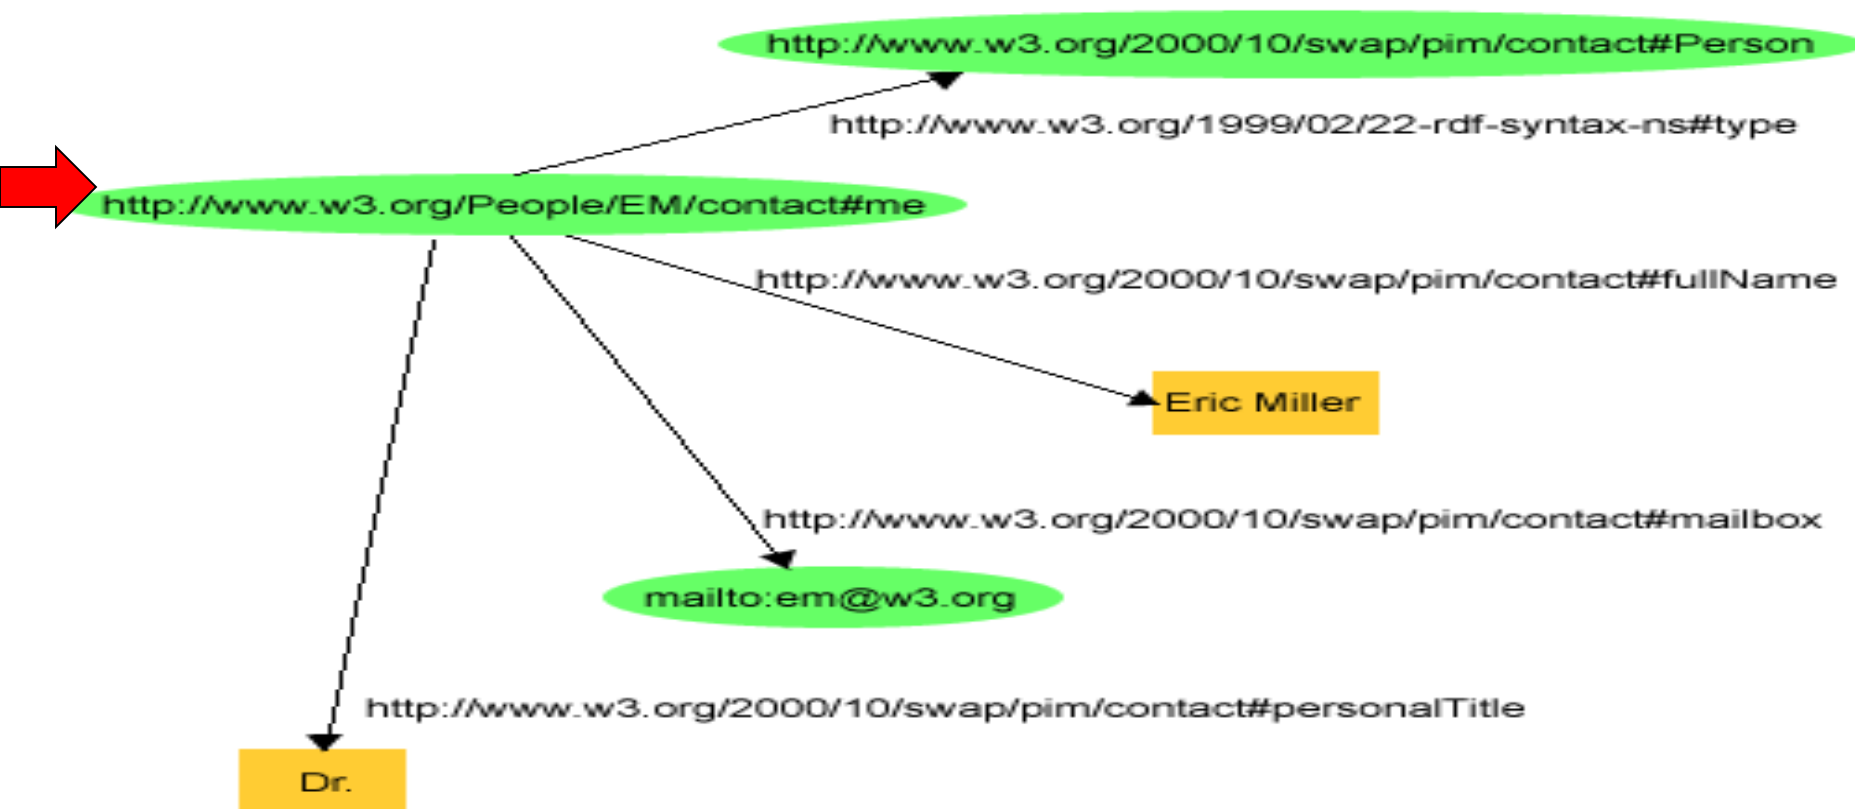 http://www.w3.org/2000/10/swap/pim/contact#Person
http://www.w3.org/1999/02/22-rdf-syntax-ns#type
http://www.w3.org/People/EM/contact#me
http://www.w3.org/2000/10/swap/pim/contact#fullName
Eric Miller
http://www.w3.org/2000/10/swap/pim/contact#mailbox
mailto:em@w3.org
http://www.w3.org/2000/10/swap/pim/contact#personalTitle
Dr.